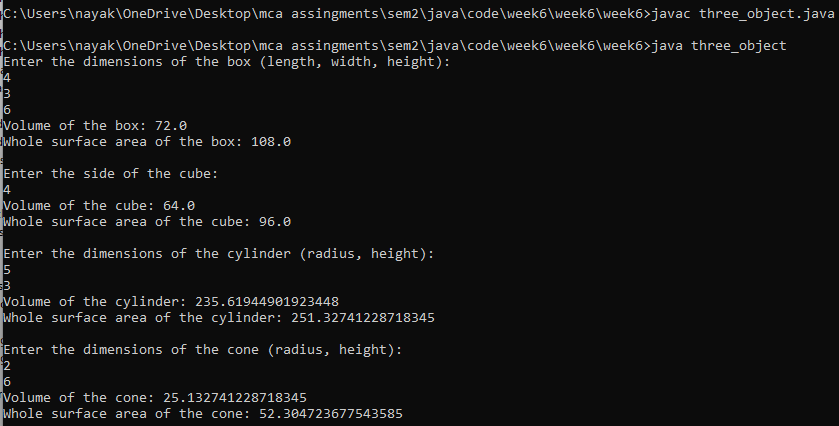 C:\Users\nayak\OneDrive\Desktop\mca assingments\sem2\java\code\week6\week6\week6>javac three_object.java
C:\Users\nayak\OneDrive\Desktop\mca assingments\sem2\java\code\week6\week6\week6>java three_object
Enter the dimensions of the box (length, width, height):
4
3
6
Volume of the box: 72.0
Whole surface area of the box: 108.0
Enter the side of the cube:
4
Volume of the cube: 64.0
Whole surface area of the cube: 96.0
Enter the dimensions of the cylinder (radius, height):
5
3
Volume of the cylinder: 235.61944901923448
Whole surface area of the cylinder: 251.32741228718345
Enter the dimensions of the cone (radius, height):
2
6
Volume of the cone: 25.132741228718345
Whole surface area of the cone: 52.304723677543585